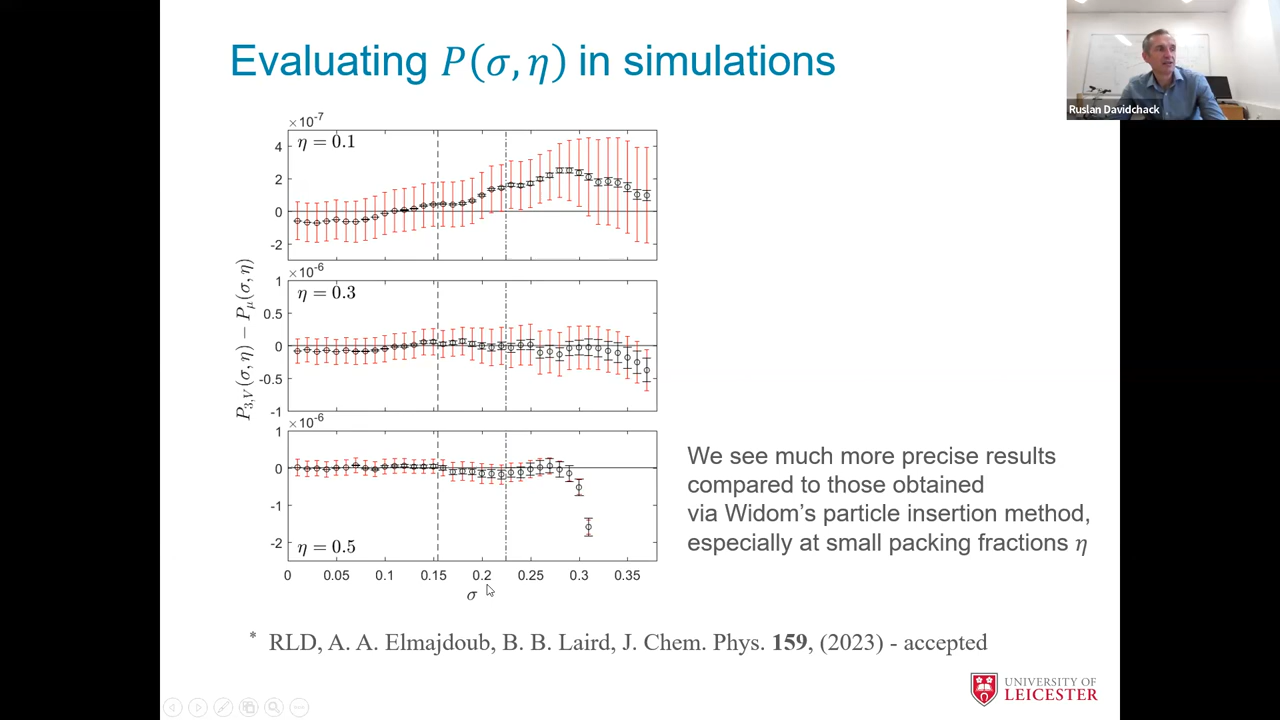 Evaluating P(σ, η) in simulations
Ruslan Davidchack
×10⁻⁷
η = 0.1
4
2
0
-2
×10⁻⁶
η = 0.3
1
0.5
0
-0.5
-1
×10⁻⁶
1
0
-1
-2
η = 0.5
P₃,V(σ, η) − Pμ(σ, η)
0 0.05 0.1 0.15 0.2 0.25 0.3 0.35
σ
We see much more precise results
compared to those obtained
via Widom’s particle insertion method,
especially at small packing fractions η
* RLD, A. A. Elmajdoub, B. B. Laird, J. Chem. Phys. 159, (2023) - accepted
UNIVERSITY OF
LEICESTER